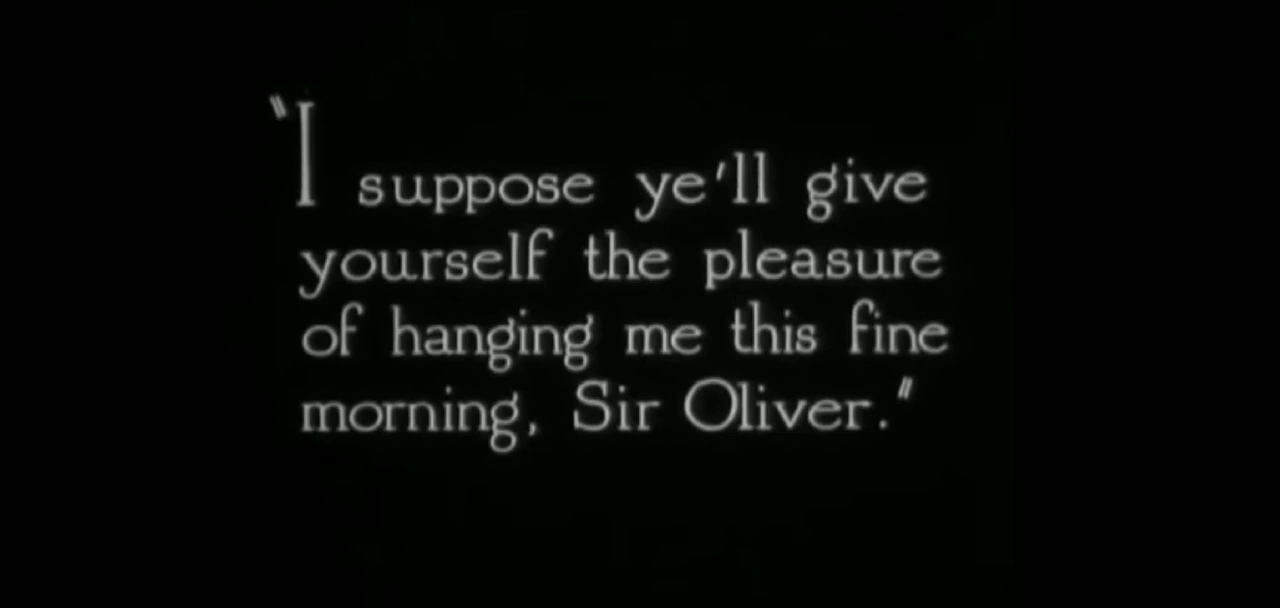 "I suppose ye'll give
yourself the pleasure
of hanging me this fine
morning, Sir Oliver."